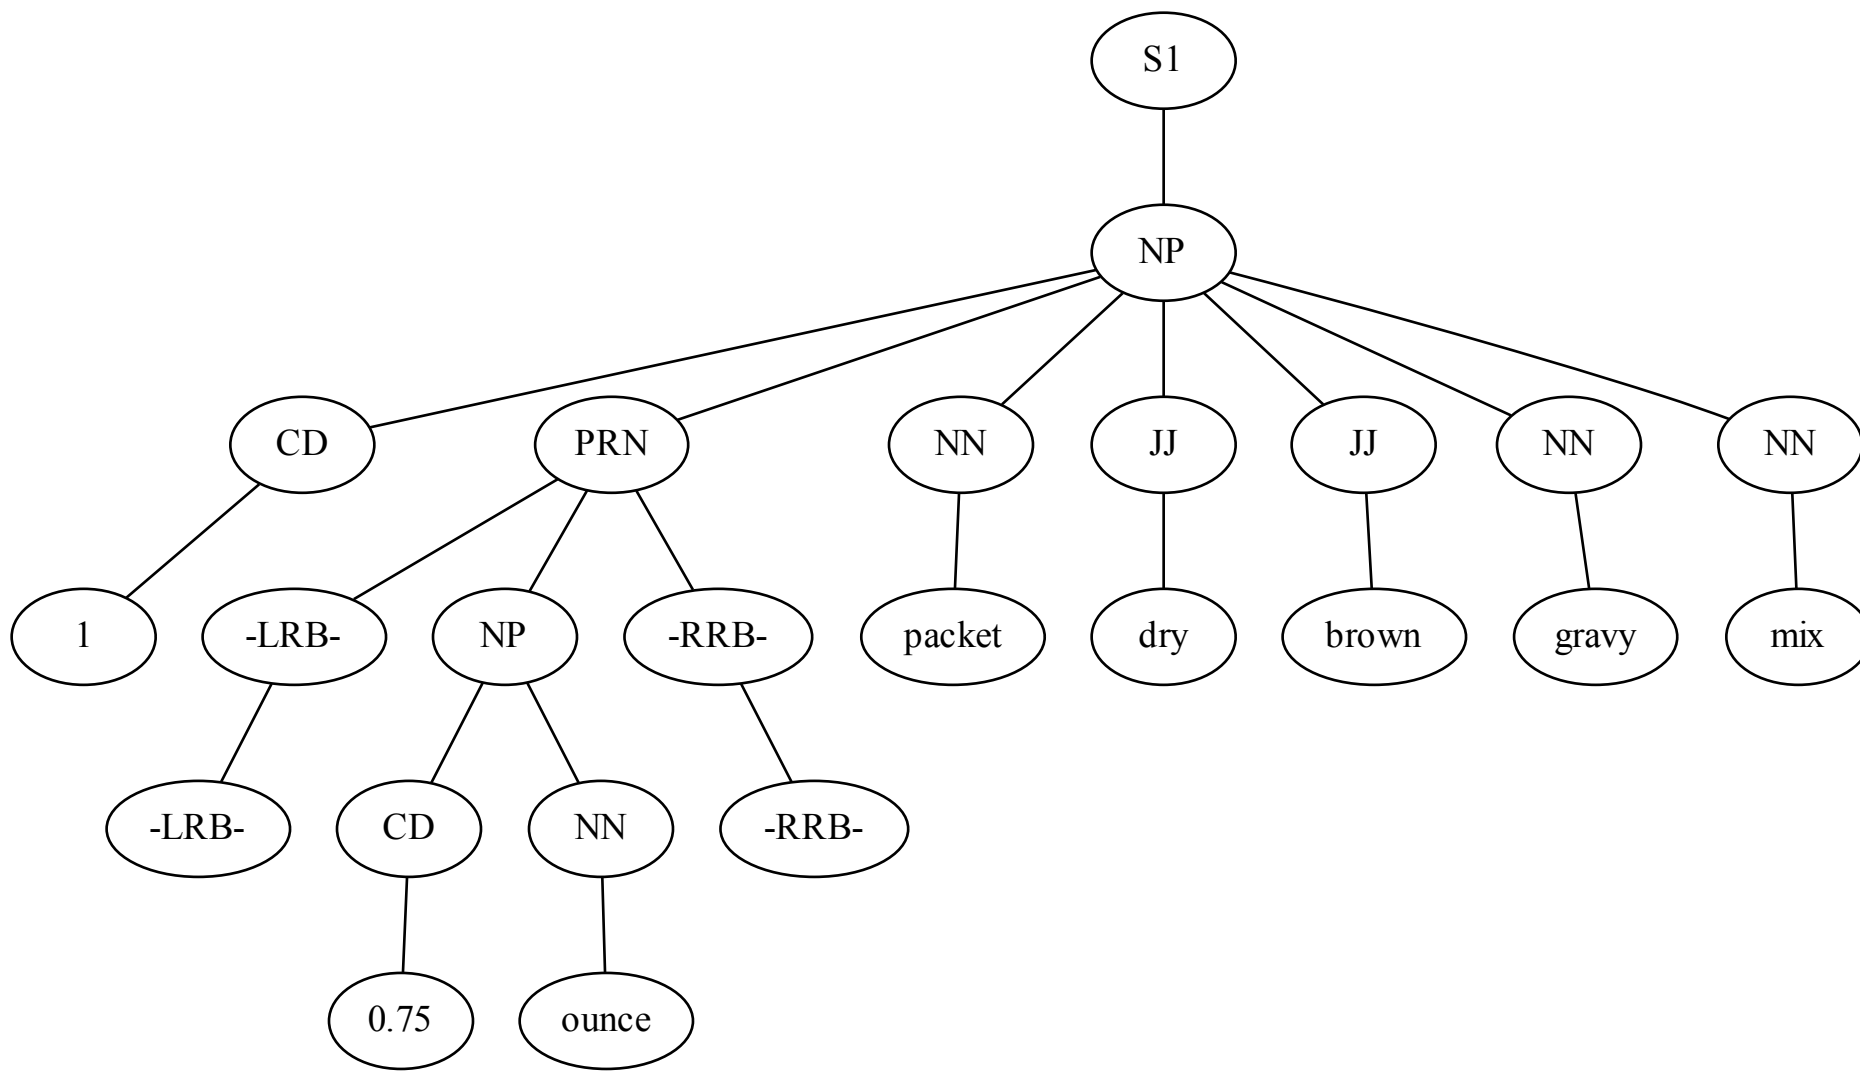 S1
NP
CD PRN NN JJ JJ NN NN
1 -LRB- NP -RRB- packet dry brown gravy mix
-LRB- CD NN -RRB-
0.75 ounce